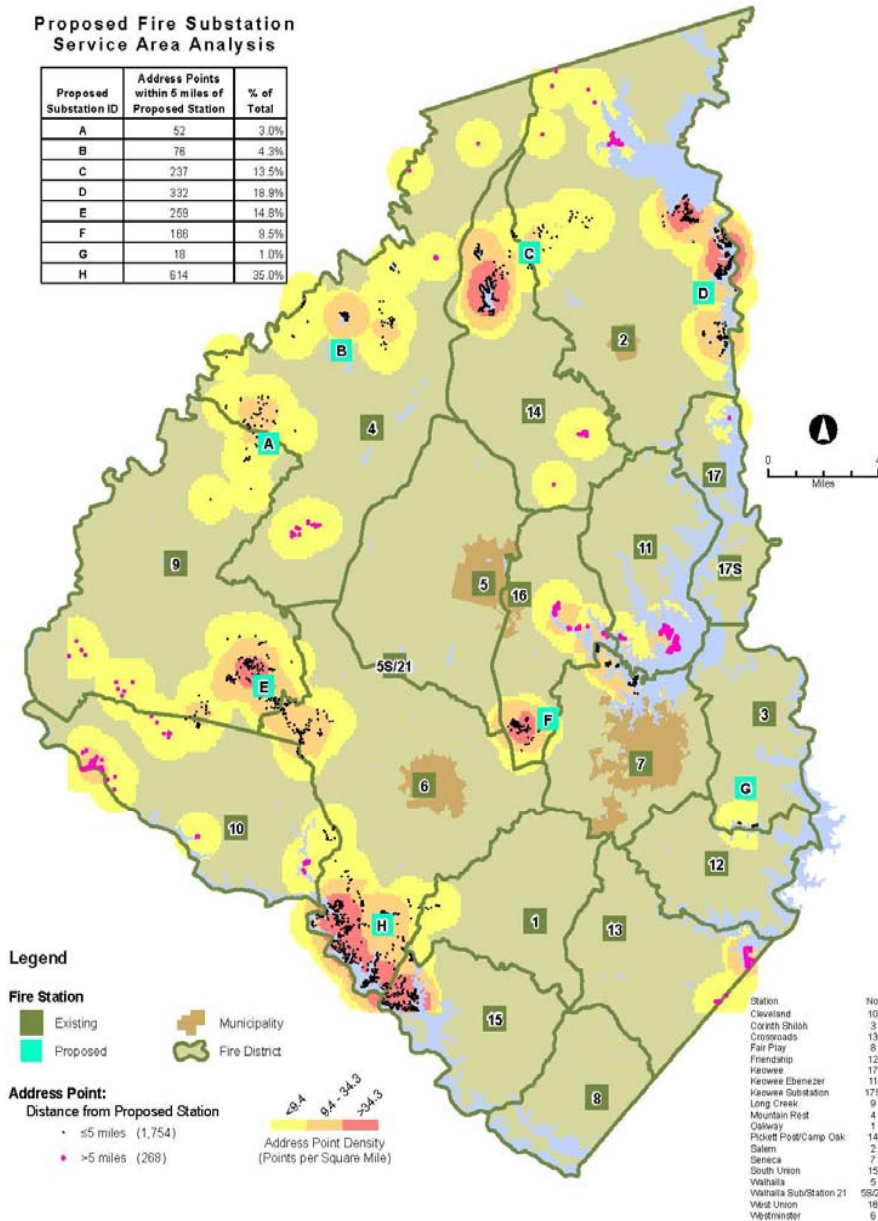 Proposed Fire Substation
Service Area Analysis
Proposed Substation ID | Address Points within 5 miles of Proposed Station | % of Total
A 52 3.0%
B 76 4.3%
C 237 13.5%
D 332 18.9%
E 259 14.8%
F 166 9.5%
G 18 1.0%
H 614 35.0%
C
D
2
B
14
4
A
17
0
Miles
11
9
17S
5
16
5S/21
E
3
F
7
G
6
10
12
H
1
13
15
8
Legend
Fire Station
Existing
Proposed
Municipality
Fire District
Address Point:
Distance from Proposed Station
≤5 miles (1,754)
>5 miles (268)
<9.4
9.4 - 34.3
>34.3
Address Point Density
(Points per Square Mile)
Station No
Cleveland 10
Corinth Shiloh 3
Crossroads 13
Fair Play 8
Friendship 12
Keowee 17
Keowee Ebenezer 11
Keowee Substation 17S
Long Creek 9
Mountain Rest 4
Oakway 1
Pickett Post/Camp Oak 14
Salem 2
Seneca 7
South Union 15
Walhalla 5
Walhalla Sub/Station 21 5S/2
West Union 16
Westminster 6